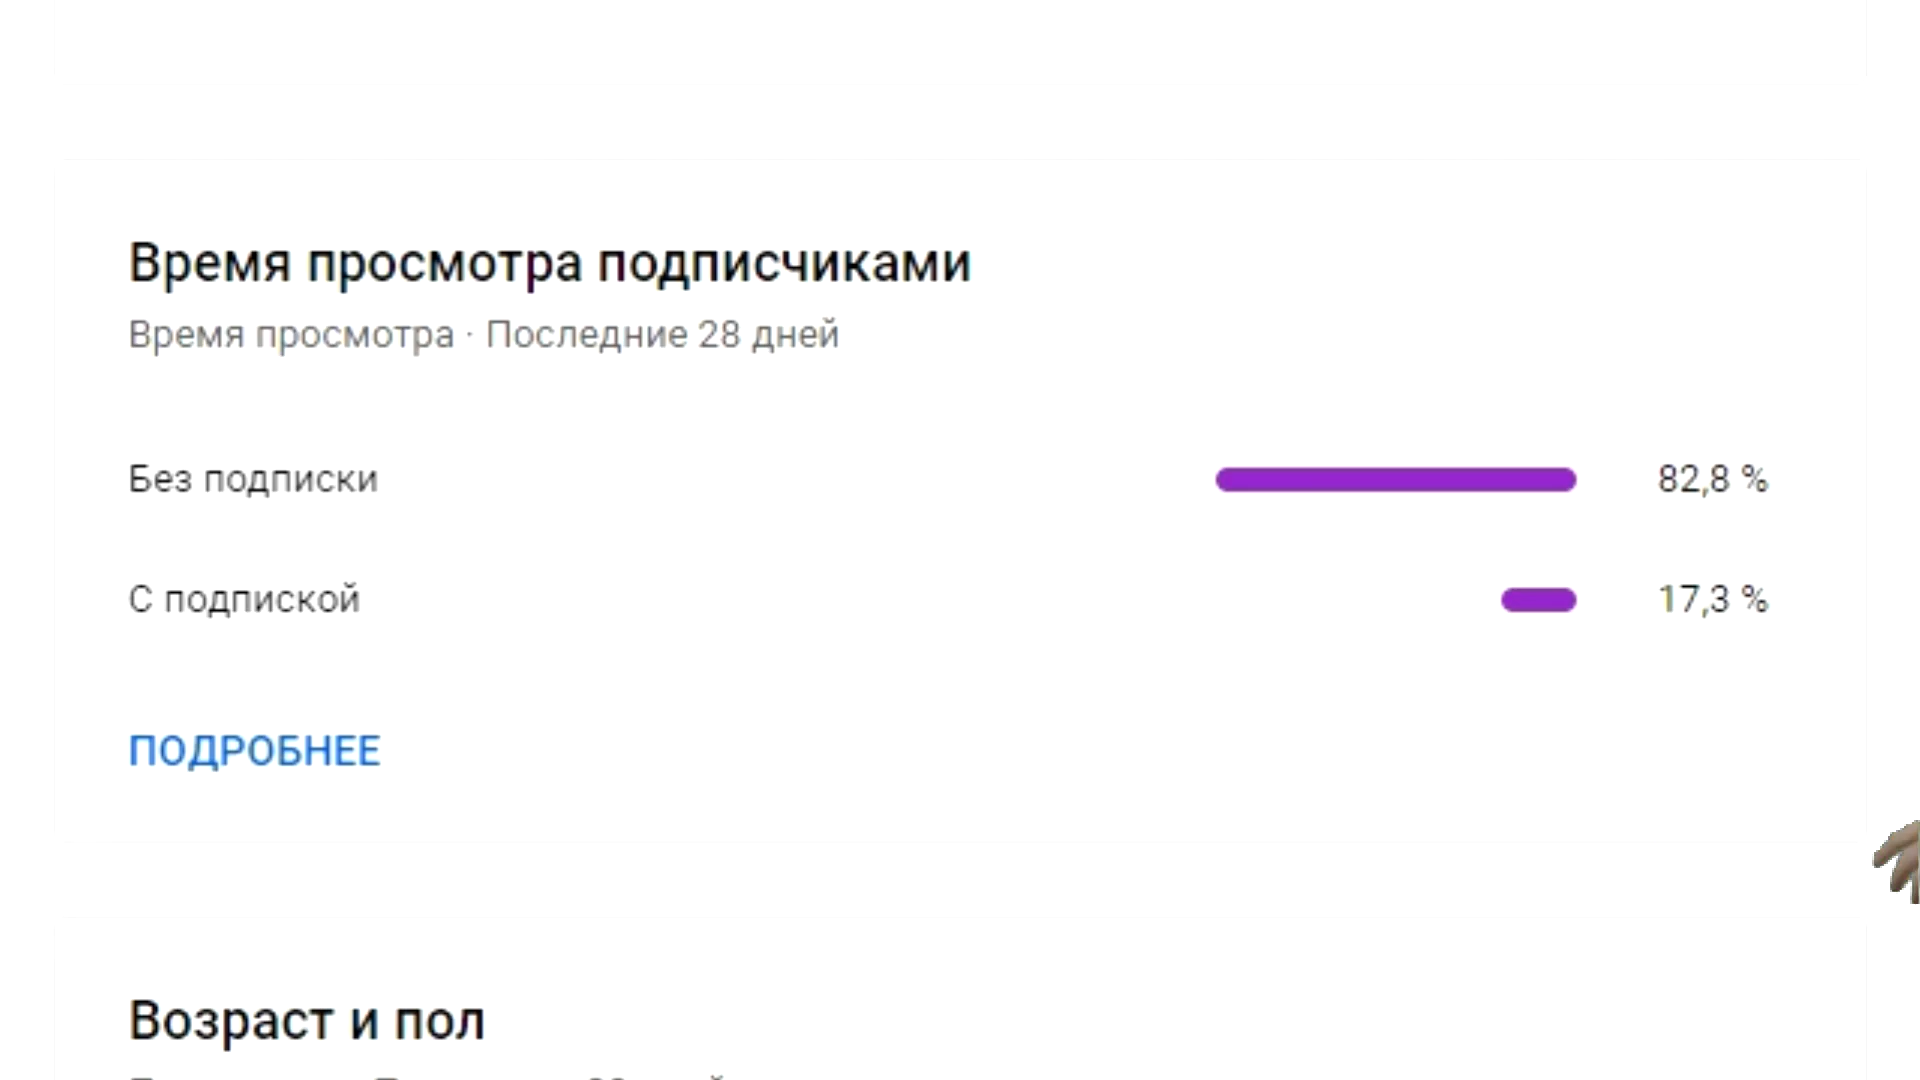 Время просмотра подписчиками
Время просмотра · Последние 28 дней
Без подписки 82,8 %
С подпиской 17,3 %
ПОДРОБНЕЕ
Возраст и пол